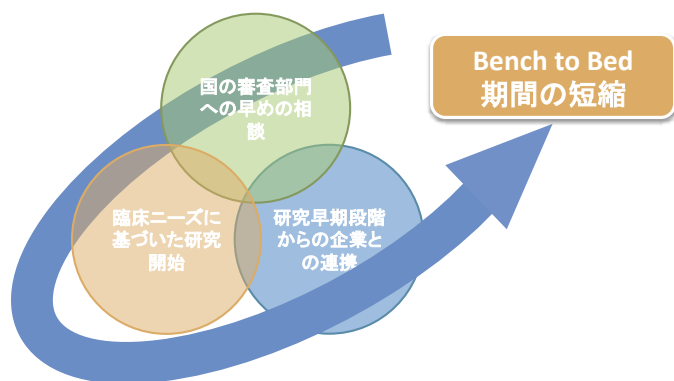 国の審査部門
への早めの相
談
Bench to Bed
期間の短縮
臨床ニーズに
基づいた研究
開始
研究早期段階
からの企業と
の連携